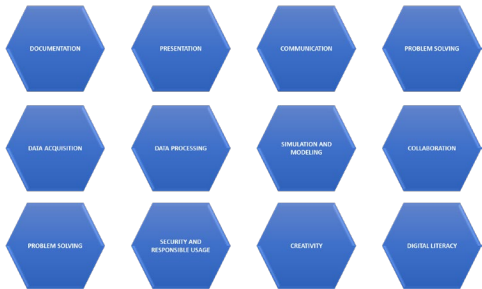 DOCUMENTATION
PRESENTATION
COMMUNICATION
PROBLEM SOLVING
DATA ACQUISITION
DATA PROCESSING
SIMULATION AND
MODELING
COLLABORATION
PROBLEM SOLVING
SECURITY AND
RESPONSIBLE USAGE
CREATIVITY
DIGITAL LITERACY